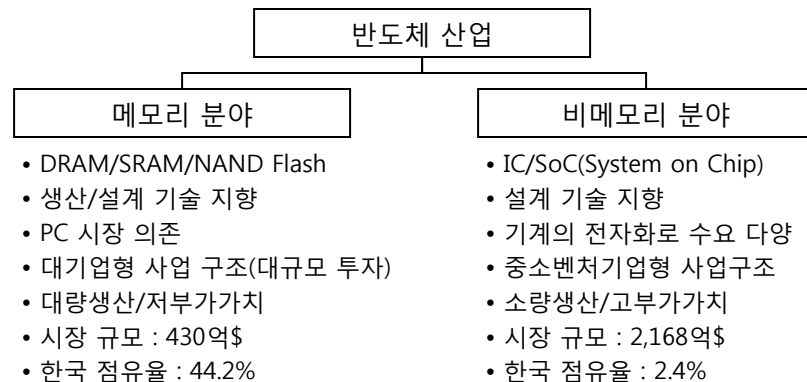 반도체 산업
메모리 분야
• DRAM/SRAM/NAND Flash
• 생산/설계 기술 지향
• PC 시장 의존
• 대기업형 사업 구조(대규모 투자)
• 대량생산/저부가가치
• 시장 규모 : 430억$
• 한국 점유율 : 44.2%
비메모리 분야
• IC/SoC(System on Chip)
• 설계 기술 지향
• 기계의 전자화로 수요 다양
• 중소벤처기업형 사업구조
• 소량생산/고부가가치
• 시장 규모 : 2,168억$
• 한국 점유율 : 2.4%